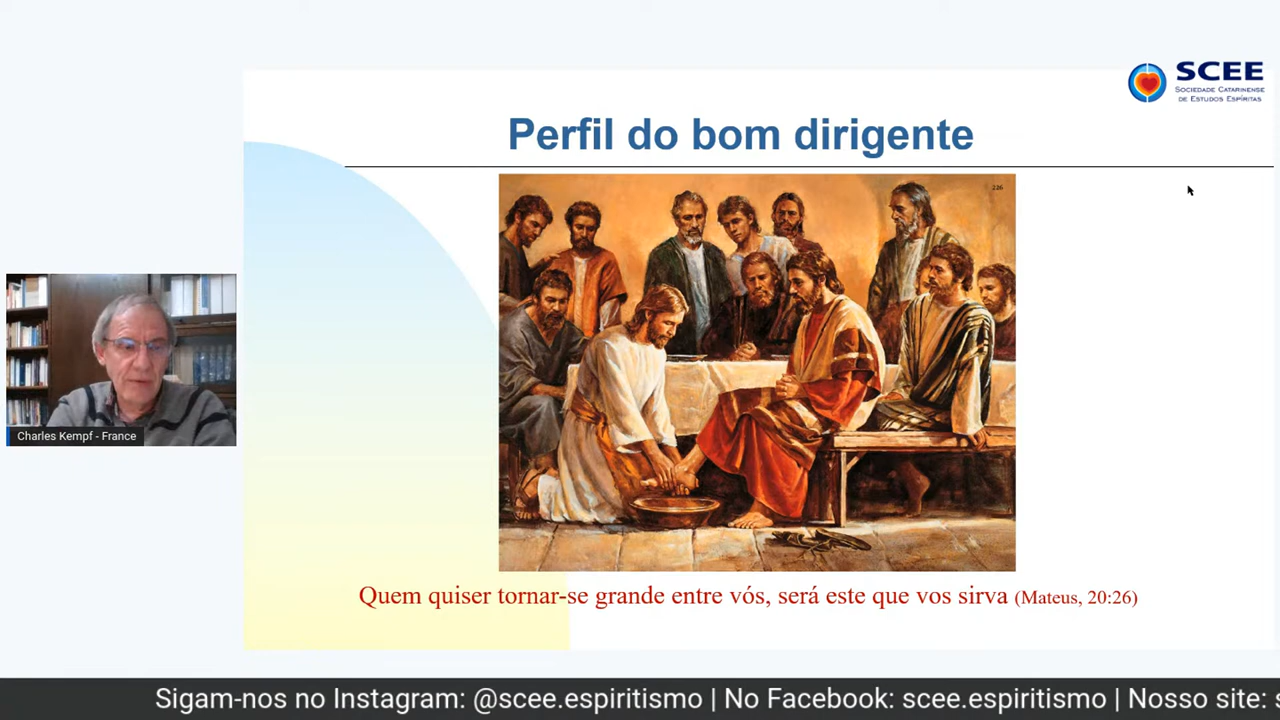 SCEE
SOCIEDADE CATARINENSE
DE ESTUDOS ESPÍRITAS
Perfil do bom dirigente
226
Charles Kempf - France
Quem quiser tornar-se grande entre vós, será este que vos sirva (Mateus, 20:26)
Sigam-nos no Instagram: @scee.espiritismo | No Facebook: scee.espiritismo | Nosso site: s